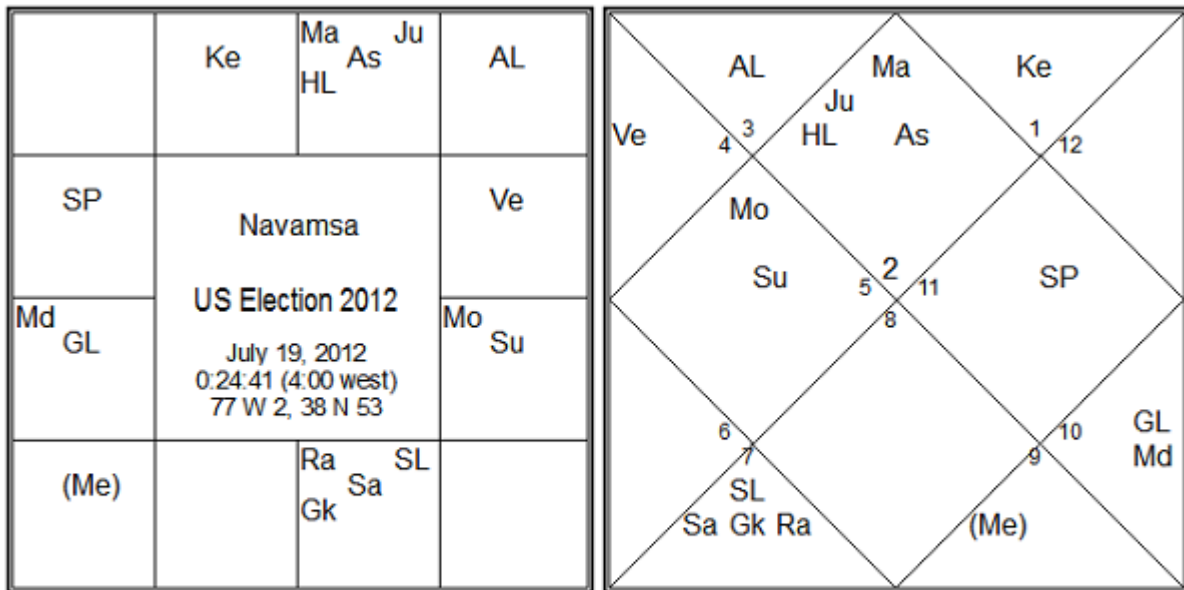 Ke
Ma Ju
As
HL
AL
SP
Navamsa
Ve
US Election 2012
Md
GL
July 19, 2012
0:24:41 (4:00 west)
77 W 2, 38 N 53
Mo
Su
(Me)
Ra SL
Sa
Gk
AL
Ma
Ke
Ju
Ve
HL
As
4
3
1
12
Mo
Su
5
2
11
SP
8
6
7
10
9
GL
Md
SL
Sa Gk Ra
(Me)